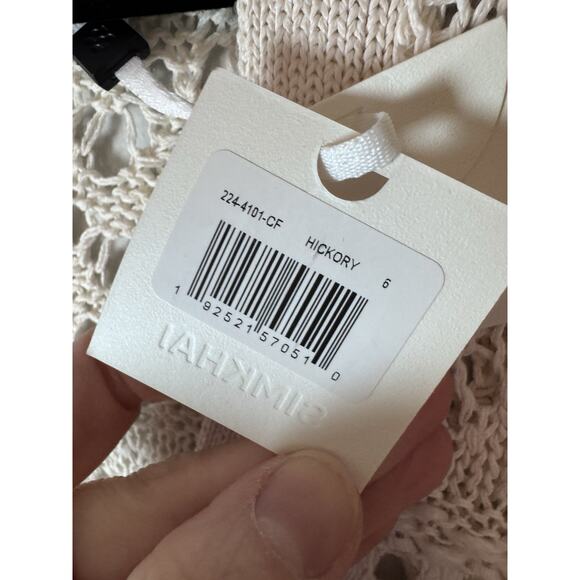 224-4101-CF HICKORY 6
1 92521 57051 0
SIMKHAI